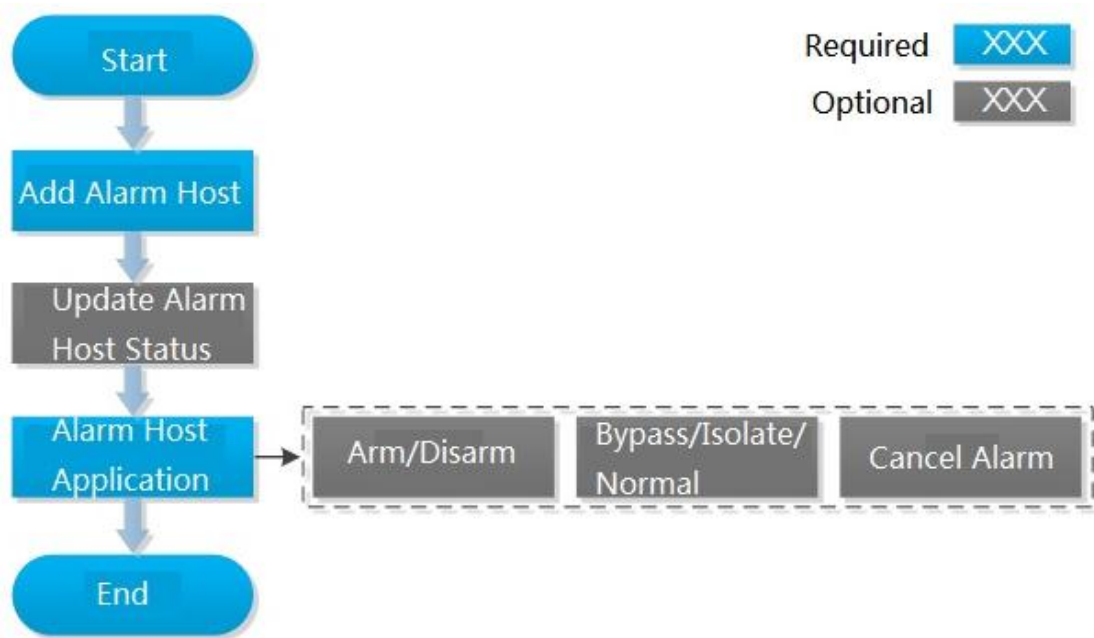 Start
Required XXX
Optional XXX
Add Alarm Host
Update Alarm
Host Status
Alarm Host
Application
Arm/Disarm
Bypass/Isolate/
Normal
Cancel Alarm
End